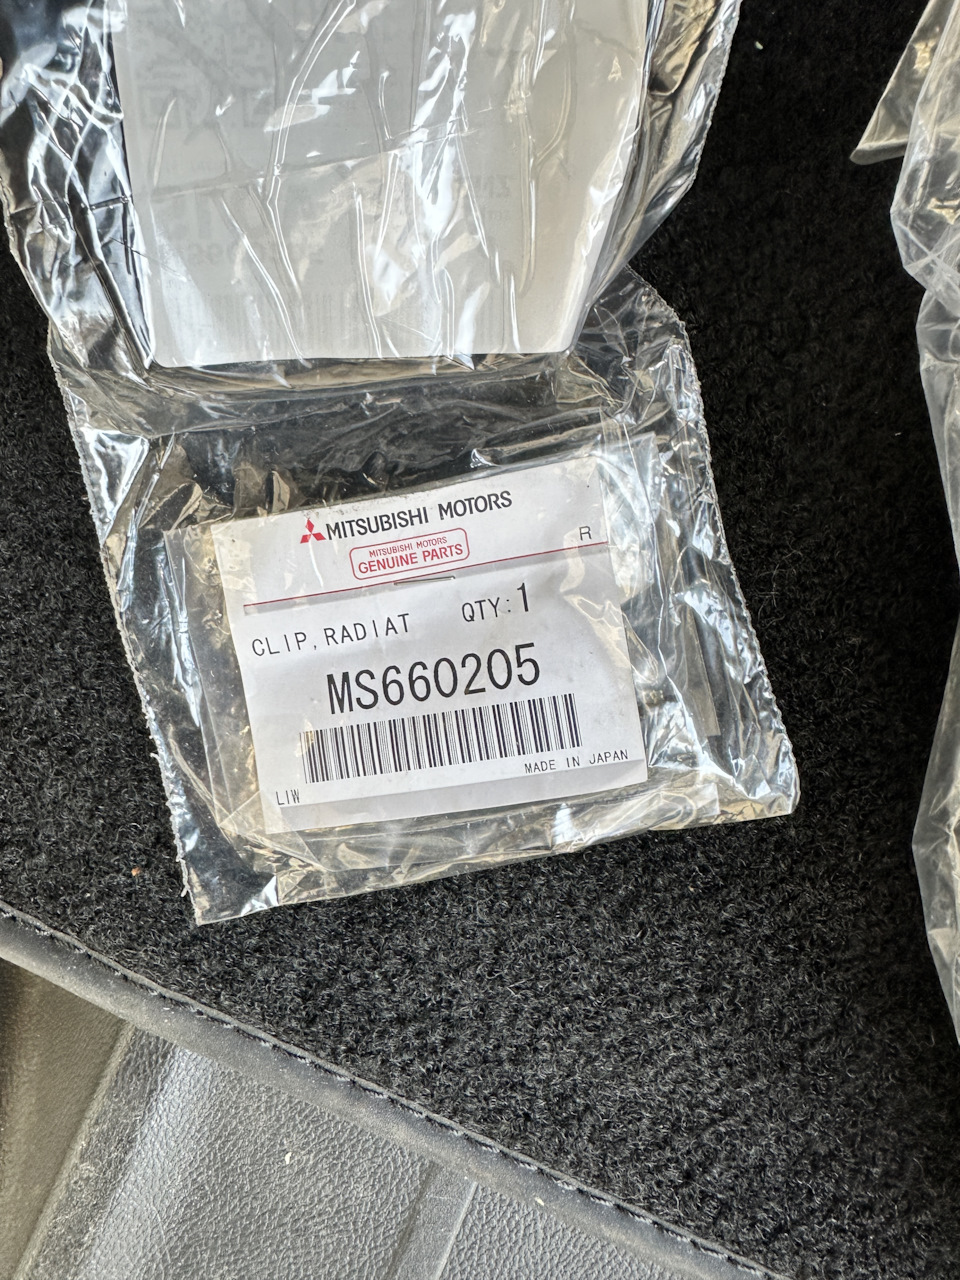 MITSUBISHI MOTORS
MITSUBISHI MOTORS
GENUINE PARTS
R
CLIP, RADIAT QTY: 1
MS660205
MADE IN JAPAN
LIW